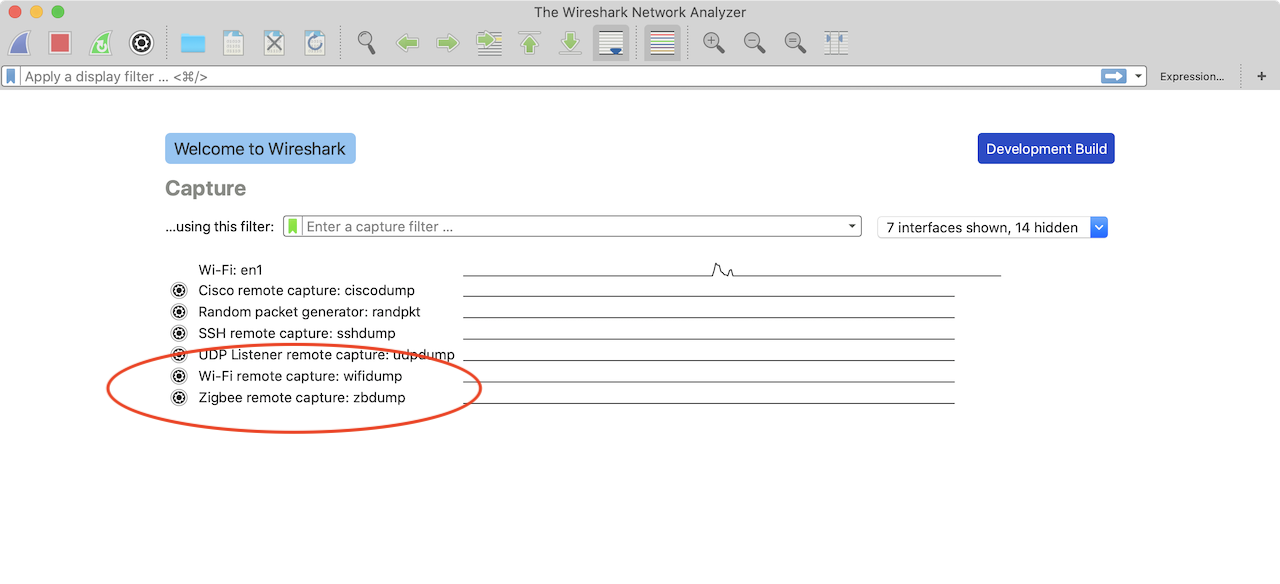 The Wireshark Network Analyzer
Apply a display filter ... <⌘/>
Expression...
+
Welcome to Wireshark
Development Build
Capture
...using this filter:
Enter a capture filter ...
7 interfaces shown, 14 hidden
Wi-Fi: en1
Cisco remote capture: ciscodump
Random packet generator: randpkt
SSH remote capture: sshdump
UDP Listener remote capture: udpdump
Wi-Fi remote capture: wifidump
Zigbee remote capture: zbdump